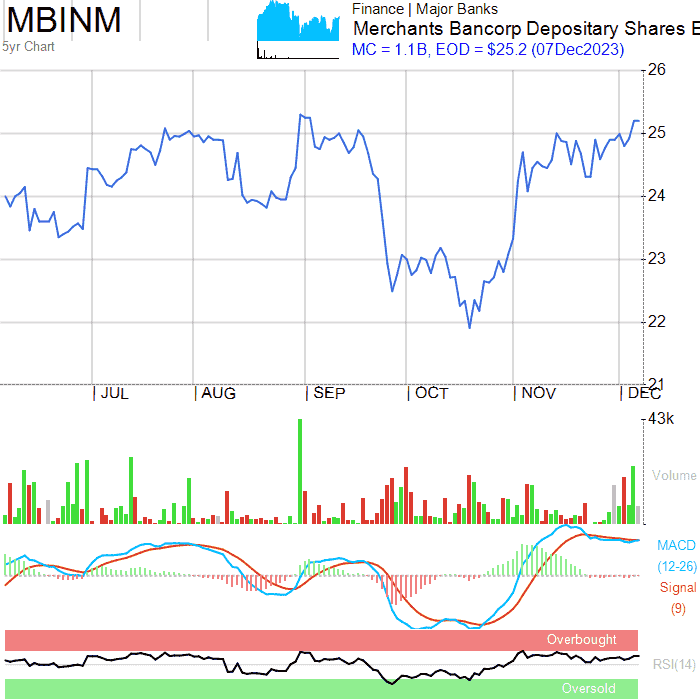 MBINM
5yr Chart
Finance | Major Banks
Merchants Bancorp Depositary Shares E
MC = 1.1B, EOD = $25.2 (07Dec2023)
26
25
24
23
22
21
JUL AUG SEP OCT NOV DEC
43k
Volume
MACD
(12-26)
Signal
(9)
Overbought
RSI(14)
Oversold